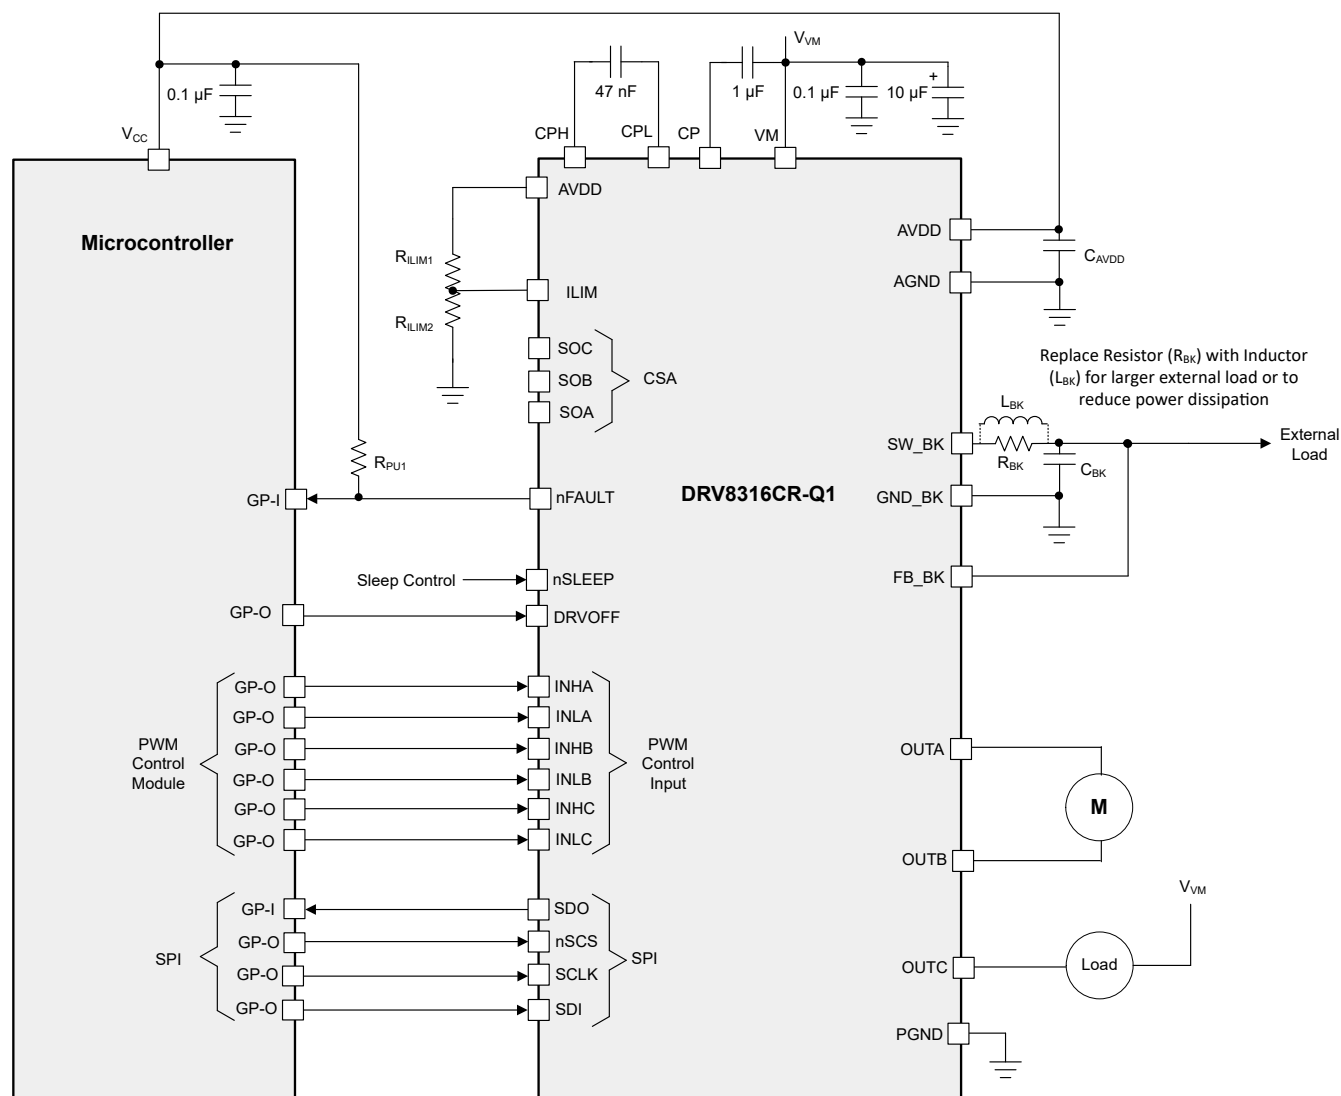 V_VM
0.1 µF
47 nF
1 µF
0.1 µF
10 µF
+
V_CC
CPH
CPL
CP
VM
AVDD
Microcontroller
R_ILIM1
ILIM
R_ILIM2
AVDD
C_AVDD
AGND
SOC
SOB
SOA
CSA
Replace Resistor (R_BK) with Inductor
(L_BK) for larger external load or to
reduce power dissipation
L_BK
SW_BK
R_BK
C_BK
External
Load
R_PU1
GP-I
nFAULT
DRV8316CR-Q1
GND_BK
Sleep Control
nSLEEP
FB_BK
GP-O
DRVOFF
PWM
Control
Module
GP-O
GP-O
GP-O
GP-O
GP-O
GP-O
INHA
INLA
INHB
INLB
INHC
INLC
PWM
Control
Input
OUTA
M
OUTB
SPI
GP-I
GP-O
GP-O
GP-O
SDO
nSCS
SCLK
SDI
SPI
V_VM
OUTC
Load
PGND